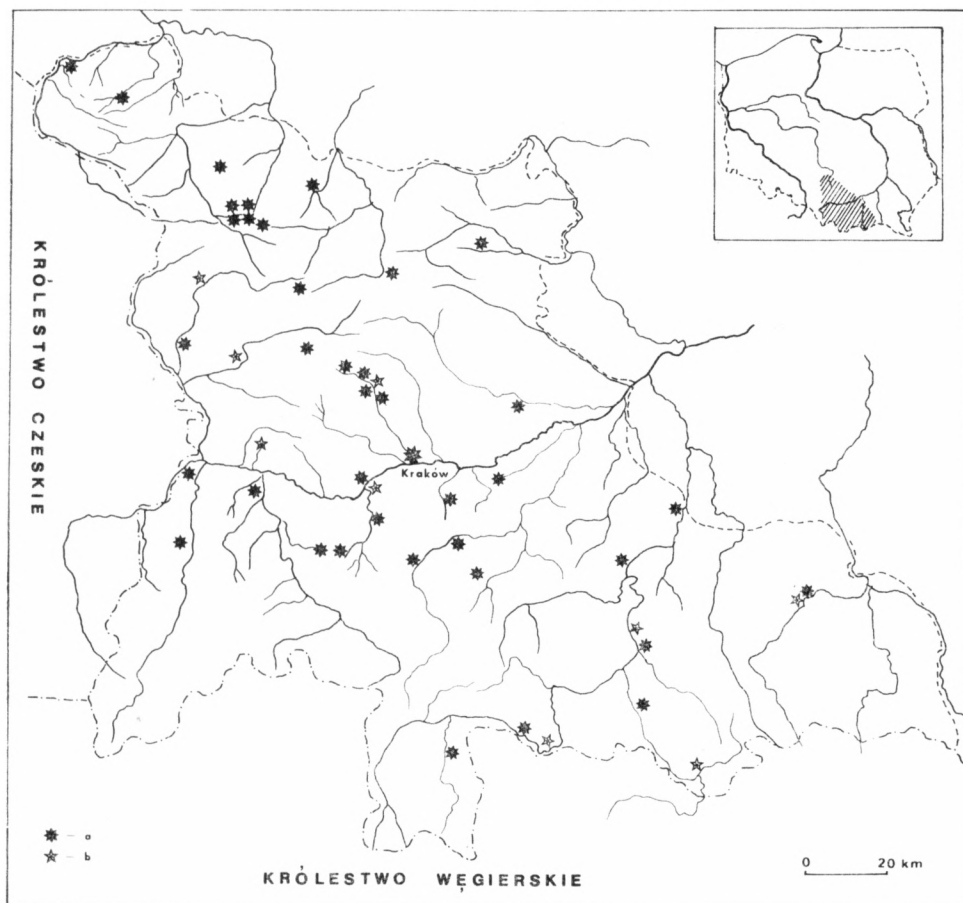 KRÓLESTWO CZESKIE
Kraków
– a
– b
0 20 km
KRÓLESTWO WĘGIERSKIE